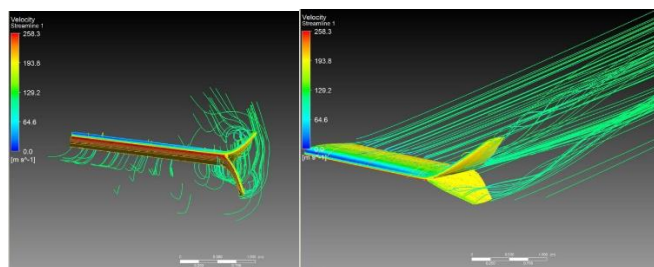 Velocity
Streamline 1
258.3
193.8
129.2
64.6
0.0
[m s^-1]
Velocity
Streamline 1
258.3
193.8
129.2
64.6
0.0
[m s^-1]